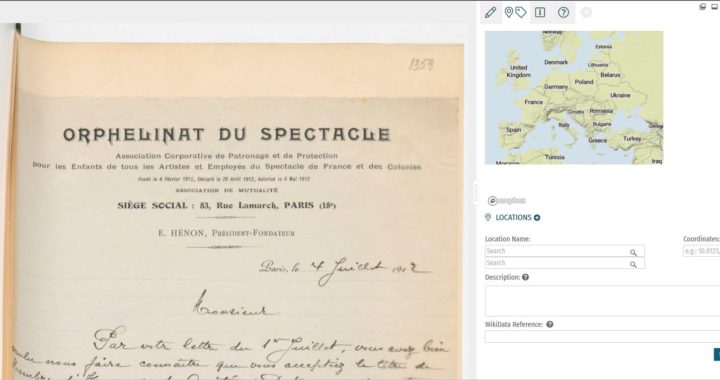 1359
ORPHELINAT DU SPECTACLE
Association Corporative de Patronage et de Protection
Pour les Enfants de tous les Artistes et Employés du Spectacle de France et des Colonies
Fondé le 4 Février 1912, Déclaré le 29 Avril 1912, Autorisé le 6 Mai 1912
ASSOCIATION DE MUTUALITÉ
SIÈGE SOCIAL : 83, Rue Lamarck, PARIS (18e)
E. HÉNON, PRÉSIDENT-FONDATEUR
Paris, le 4 Juillet 1912
Monsieur
Par votre lettre du 1er Juillet, vous avez bien
nous faire connaître que vous acceptez le titre de
Norway
Estonia
Denmark
Lithuania
United Kingdom
Belarus
Poland
Germany
Ukraine
France
Croatia
Romania
Bulgaria
Spain
Italy
Greece
Turkey
Morocco
Tunisia
Iraq
mapbox
LOCATIONS
Location Name:
Coordinates:
Search
e.g.: 10.0123,
Search
Description:
WikiData Reference: